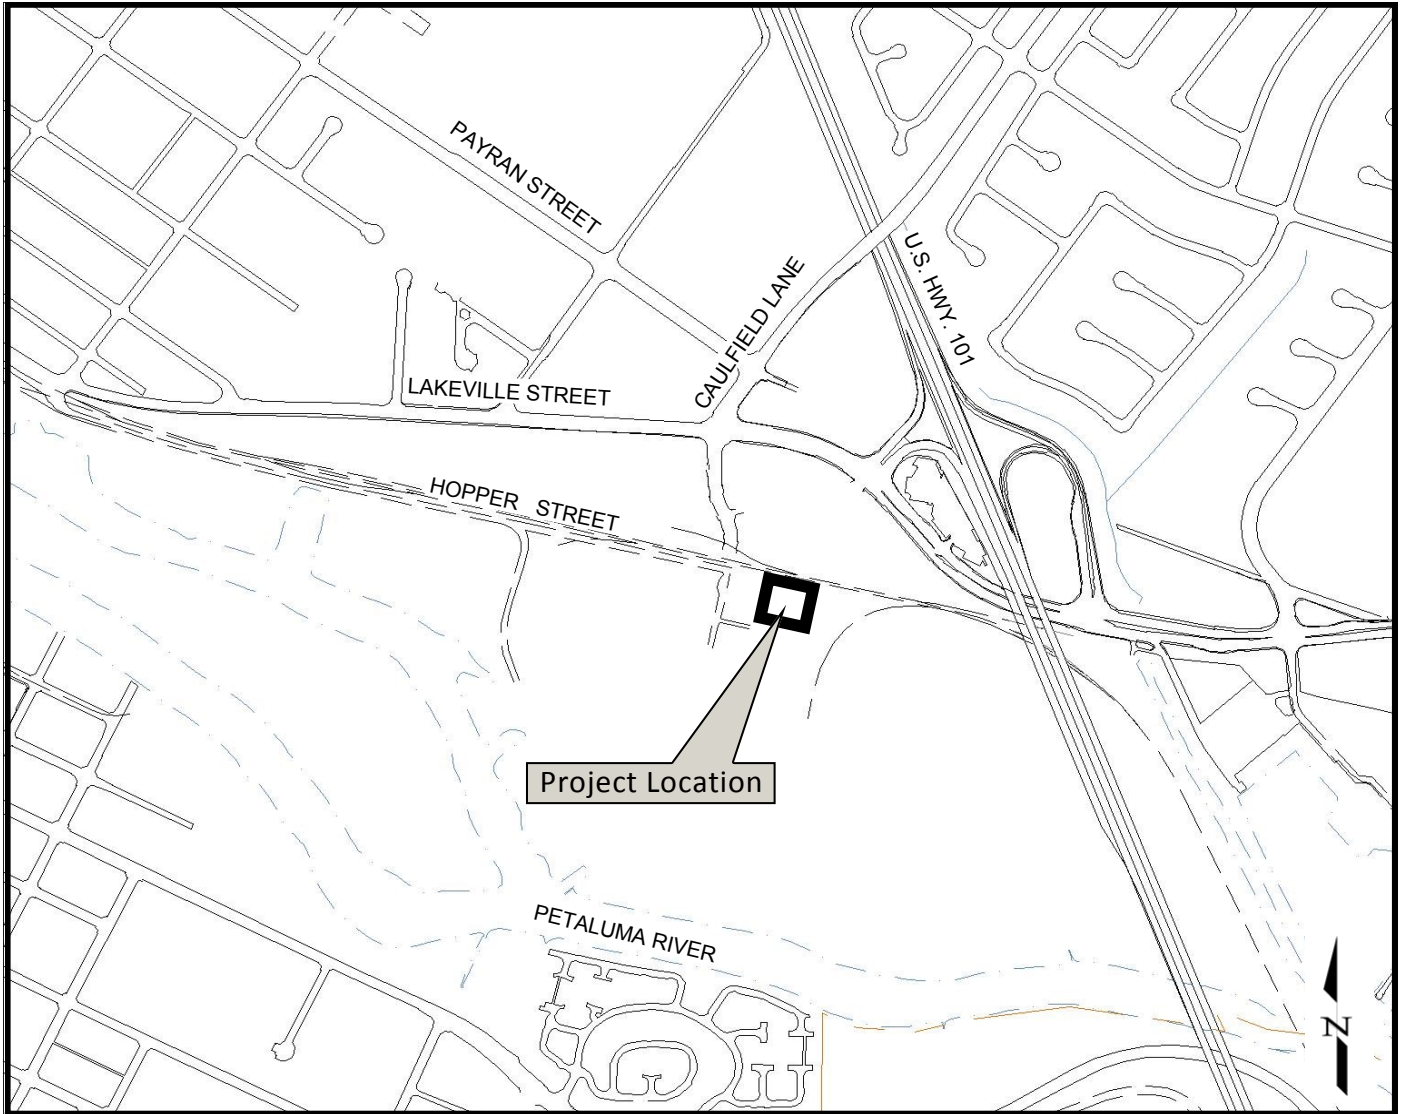 PAYRAN STREET
CAULFIELD LANE
U.S. HWY. 101
LAKEVILLE STREET
HOPPER STREET
Project Location
PETALUMA RIVER
N